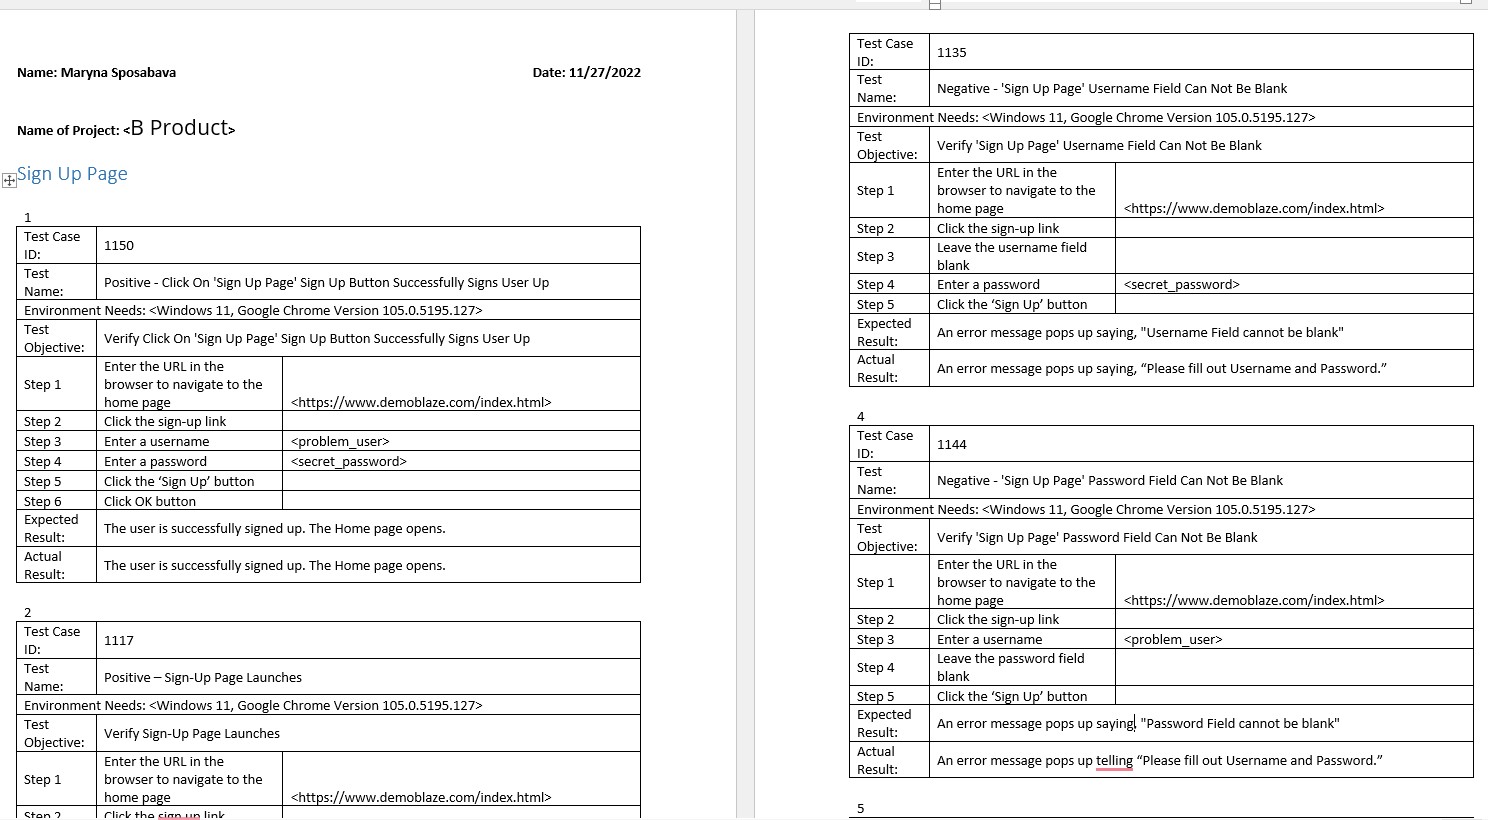 Name: Maryna Sposabava Date: 11/27/2022
Name of Project: <B Product>
Sign Up Page
1
Test Case
ID:
1150
Test
Name:
Positive - Click On 'Sign Up Page' Sign Up Button Successfully Signs User Up
Environment Needs: <Windows 11, Google Chrome Version 105.0.5195.127>
Test
Objective:
Verify Click On 'Sign Up Page' Sign Up Button Successfully Signs User Up
Step 1
Enter the URL in the
browser to navigate to the
home page
<https://www.demoblaze.com/index.html>
Step 2 Click the sign-up link
Step 3 Enter a username <problem_user>
Step 4 Enter a password <secret_password>
Step 5 Click the ‘Sign Up’ button
Step 6 Click OK button
Expected
Result:
The user is successfully signed up. The Home page opens.
Actual
Result:
The user is successfully signed up. The Home page opens.
2
Test Case
ID:
1117
Test
Name:
Positive – Sign-Up Page Launches
Environment Needs: <Windows 11, Google Chrome Version 105.0.5195.127>
Test
Objective:
Verify Sign-Up Page Launches
Step 1
Enter the URL in the
browser to navigate to the
home page
<https://www.demoblaze.com/index.html>
Step 2 Click the sign up link
Test Case
ID:
1135
Test
Name:
Negative - 'Sign Up Page' Username Field Can Not Be Blank
Environment Needs: <Windows 11, Google Chrome Version 105.0.5195.127>
Test
Objective:
Verify 'Sign Up Page' Username Field Can Not Be Blank
Step 1
Enter the URL in the
browser to navigate to the
home page
<https://www.demoblaze.com/index.html>
Step 2 Click the sign-up link
Step 3
Leave the username field
blank
Step 4 Enter a password <secret_password>
Step 5 Click the ‘Sign Up’ button
Expected
Result:
An error message pops up saying, "Username Field cannot be blank"
Actual
Result:
An error message pops up saying, “Please fill out Username and Password.”
4
Test Case
ID:
1144
Test
Name:
Negative - 'Sign Up Page' Password Field Can Not Be Blank
Environment Needs: <Windows 11, Google Chrome Version 105.0.5195.127>
Test
Objective:
Verify 'Sign Up Page' Password Field Can Not Be Blank
Step 1
Enter the URL in the
browser to navigate to the
home page
<https://www.demoblaze.com/index.html>
Step 2 Click the sign-up link
Step 3 Enter a username <problem_user>
Step 4
Leave the password field
blank
Step 5 Click the ‘Sign Up’ button
Expected
Result:
An error message pops up saying, "Password Field cannot be blank"
Actual
Result:
An error message pops up telling “Please fill out Username and Password.”
5